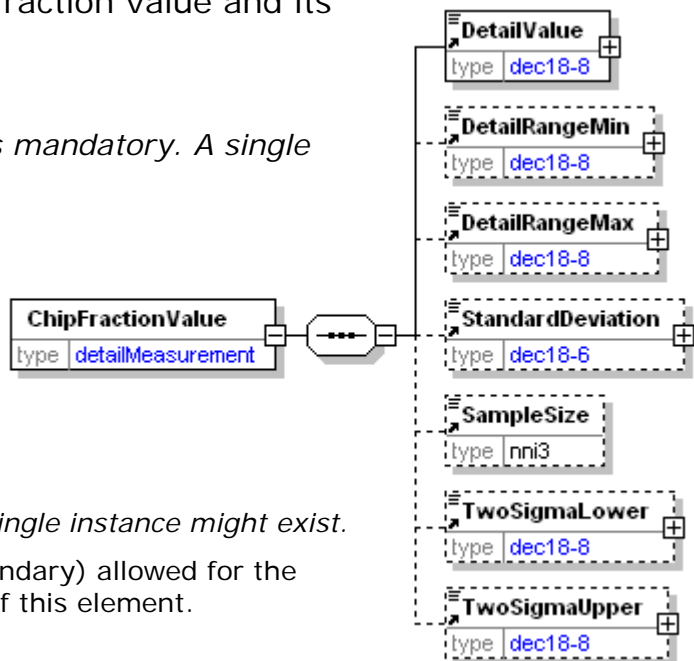 fraction value and its
s mandatory. A single
ingle instance might exist.
ndary) allowed for the
f this element.
ChipFractionValue
type detailMeasurement
DetailValue
type dec18-8
DetailRangeMin
type dec18-8
DetailRangeMax
type dec18-8
StandardDeviation
type dec18-6
SampleSize
type nni3
TwoSigmaLower
type dec18-8
TwoSigmaUpper
type dec18-8